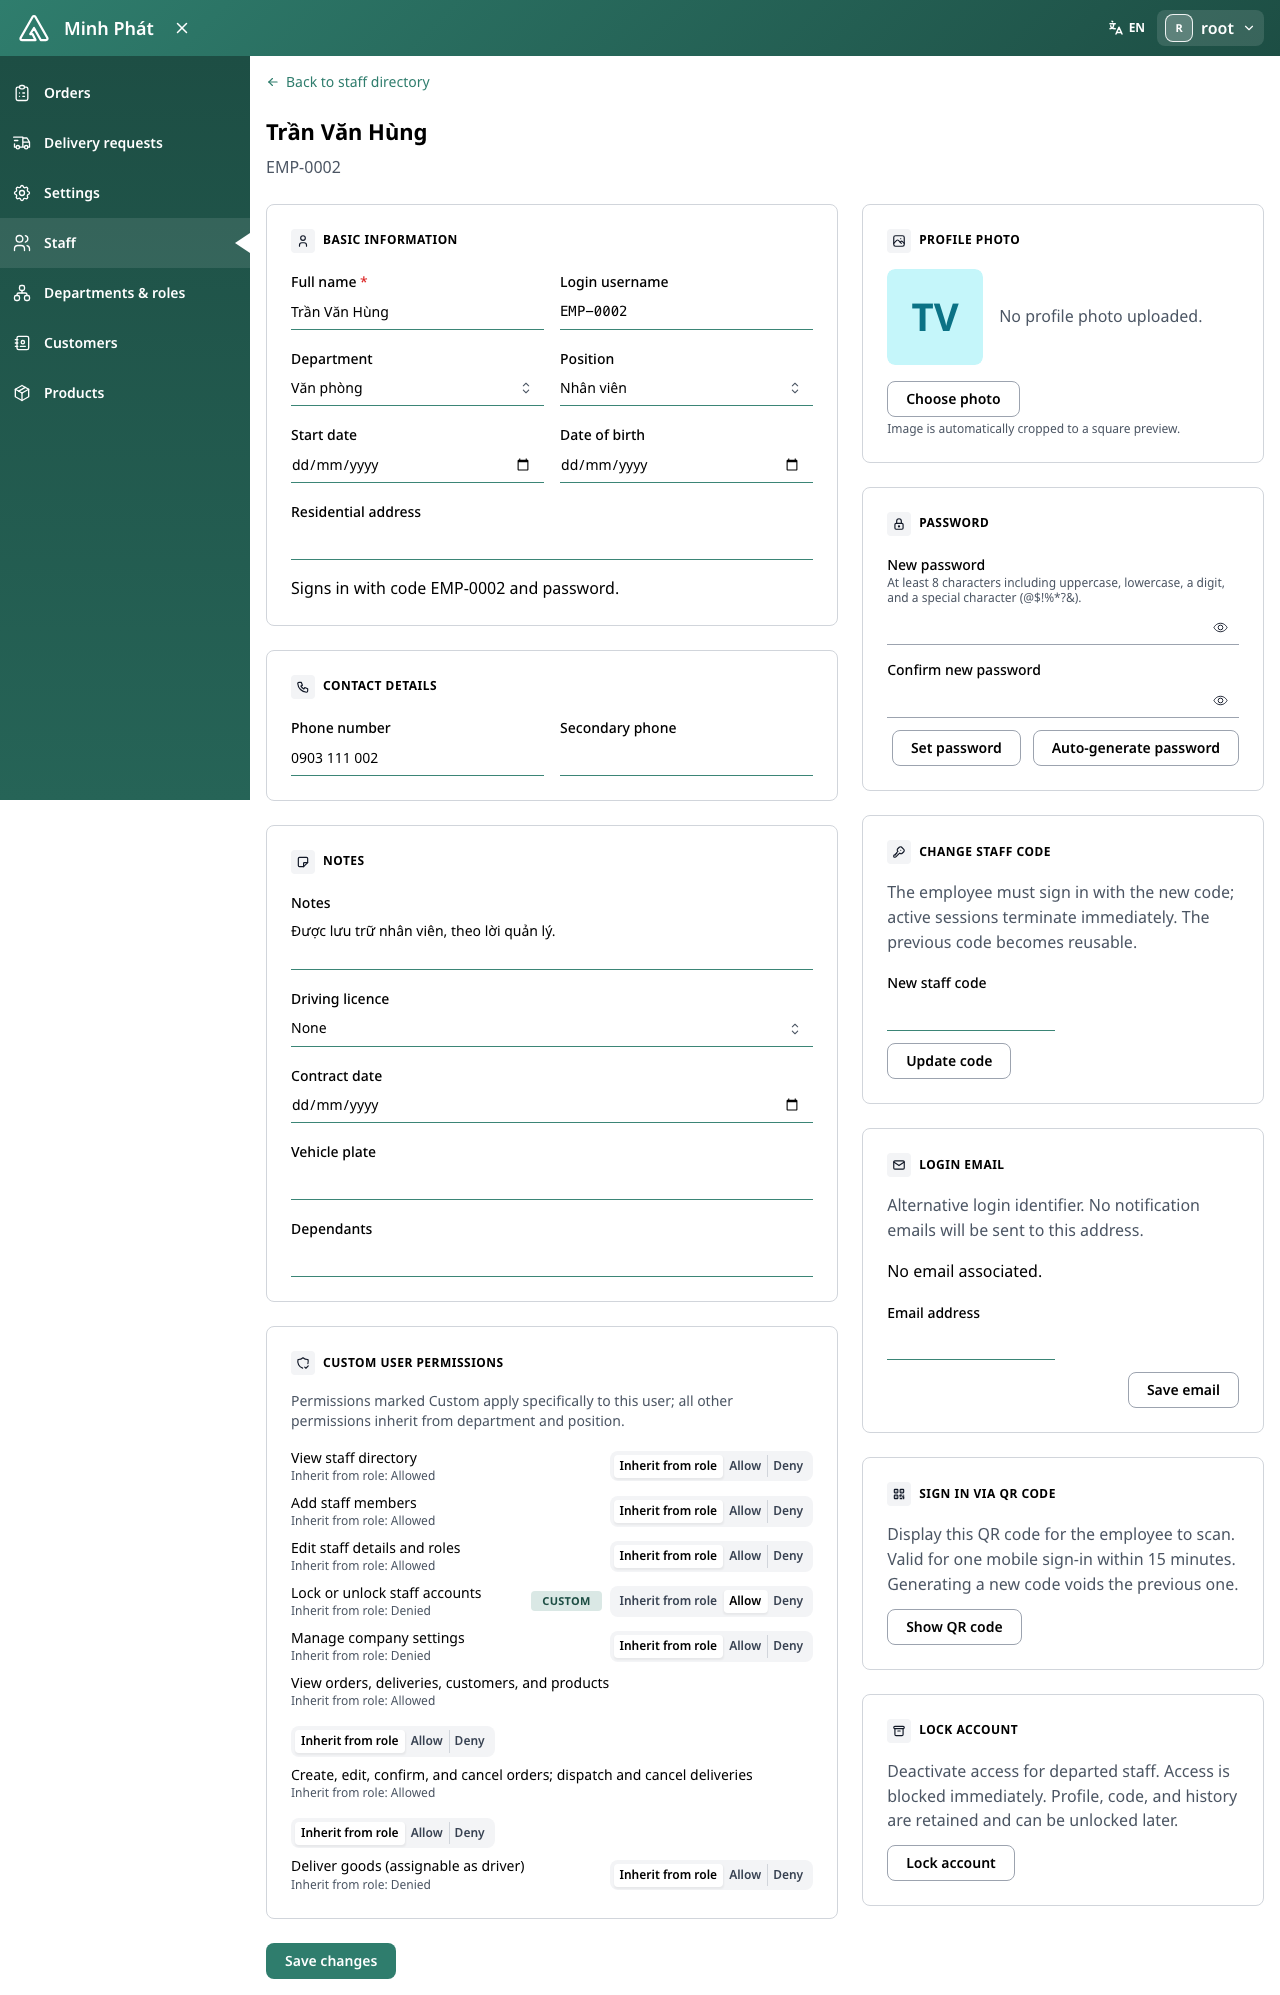 Minh Phát
EN
R
root
Orders
Delivery requests
Settings
Staff
Departments & roles
Customers
Products
Back to staff directory
Trần Văn Hùng
EMP-0002
BASIC INFORMATION
Full name *
Login username
Trần Văn Hùng
EMP-0002
Department
Position
Văn phòng
Nhân viên
Start date
Date of birth
dd/mm/yyyy
dd/mm/yyyy
Residential address
Signs in with code EMP-0002 and password.
CONTACT DETAILS
Phone number
Secondary phone
0903 111 002
NOTES
Notes
Được lưu trữ nhân viên, theo lời quản lý.
Driving licence
None
Contract date
dd/mm/yyyy
Vehicle plate
Dependants
CUSTOM USER PERMISSIONS
Permissions marked Custom apply specifically to this user; all other
permissions inherit from department and position.
View staff directory
Inherit from role: Allowed
Inherit from role Allow Deny
Add staff members
Inherit from role: Allowed
Inherit from role Allow Deny
Edit staff details and roles
Inherit from role: Allowed
Inherit from role Allow Deny
Lock or unlock staff accounts
Inherit from role: Denied
CUSTOM
Inherit from role Allow Deny
Manage company settings
Inherit from role: Denied
Inherit from role Allow Deny
View orders, deliveries, customers, and products
Inherit from role: Allowed
Inherit from role Allow Deny
Create, edit, confirm, and cancel orders; dispatch and cancel deliveries
Inherit from role: Allowed
Inherit from role Allow Deny
Deliver goods (assignable as driver)
Inherit from role: Denied
Inherit from role Allow Deny
Save changes
PROFILE PHOTO
TV
No profile photo uploaded.
Choose photo
Image is automatically cropped to a square preview.
PASSWORD
New password
At least 8 characters including uppercase, lowercase, a digit,
and a special character (@$!%*?&).
Confirm new password
Set password
Auto-generate password
CHANGE STAFF CODE
The employee must sign in with the new code;
active sessions terminate immediately. The
previous code becomes reusable.
New staff code
Update code
LOGIN EMAIL
Alternative login identifier. No notification
emails will be sent to this address.
No email associated.
Email address
Save email
SIGN IN VIA QR CODE
Display this QR code for the employee to scan.
Valid for one mobile sign-in within 15 minutes.
Generating a new code voids the previous one.
Show QR code
LOCK ACCOUNT
Deactivate access for departed staff. Access is
blocked immediately. Profile, code, and history
are retained and can be unlocked later.
Lock account